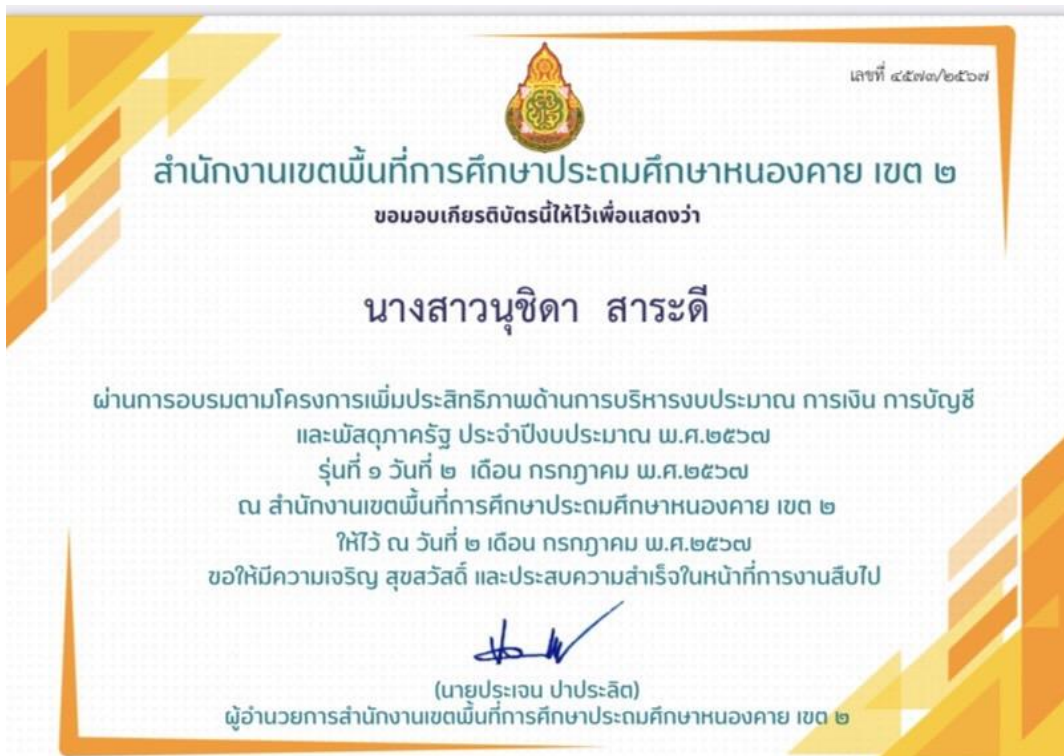 เลขที่ ๔๕๗๓/๒๕๖๗
สำนักงานเขตพื้นที่การศึกษาประถมศึกษาหนองคาย เขต ๒
ขอมอบเกียรติบัตรนี้ให้ไว้เพื่อแสดงว่า
นางสาวนุชิดา สาระดี
ผ่านการอบรมตามโครงการเพิ่มประสิทธิภาพด้านการบริหารงบประมาณ การเงิน การบัญชี
และพัสดุภาครัฐ ประจำปีงบประมาณ พ.ศ.๒๕๖๗
รุ่นที่ ๑ วันที่ ๒ เดือน กรกฎาคม พ.ศ.๒๕๖๗
ณ สำนักงานเขตพื้นที่การศึกษาประถมศึกษาหนองคาย เขต ๒
ให้ไว้ ณ วันที่ ๒ เดือน กรกฎาคม พ.ศ.๒๕๖๗
ขอให้มีความเจริญ สุขสวัสดิ์ และประสบความสำเร็จในหน้าที่การงานสืบไป
(นายประเจน ปาประลิต)
ผู้อำนวยการสำนักงานเขตพื้นที่การศึกษาประถมศึกษาหนองคาย เขต ๒